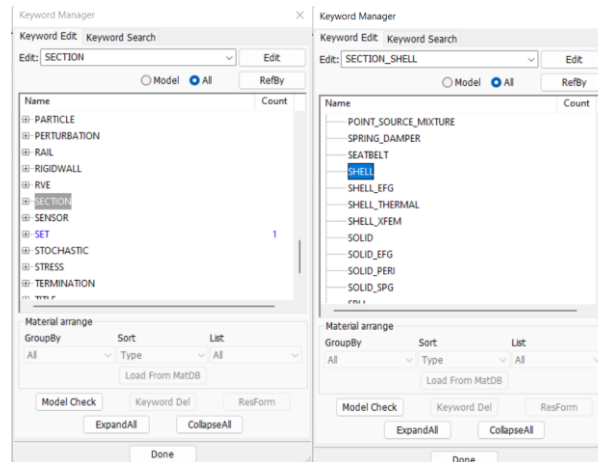 Keyword Manager
Keyword Edit Keyword Search
Edit: SECTION Edit
Model All RefBy
Name Count
PARTICLE
PERTURBATION
RAIL
RIGIDWALL
RVE
SECTION
SENSOR
SET 1
STOCHASTIC
STRESS
TERMINATION
Material arrange
GroupBy Sort List
All Type All
Load From MatDB
Model Check Keyword Del ResForm
ExpandAll CollapseAll
Done
Keyword Manager
Keyword Edit Keyword Search
Edit: SECTION_SHELL Edit
Model All RefBy
Name Count
POINT_SOURCE_MIXTURE
SPRING_DAMPER
SEATBELT
SHELL
SHELL_EFG
SHELL_THERMAL
SHELL_XFEM
SOLID
SOLID_EFG
SOLID_PERI
SOLID_SPG
Material arrange
GroupBy Sort List
All Type All
Load From MatDB
Model Check Keyword Del ResForm
ExpandAll CollapseAll
Done